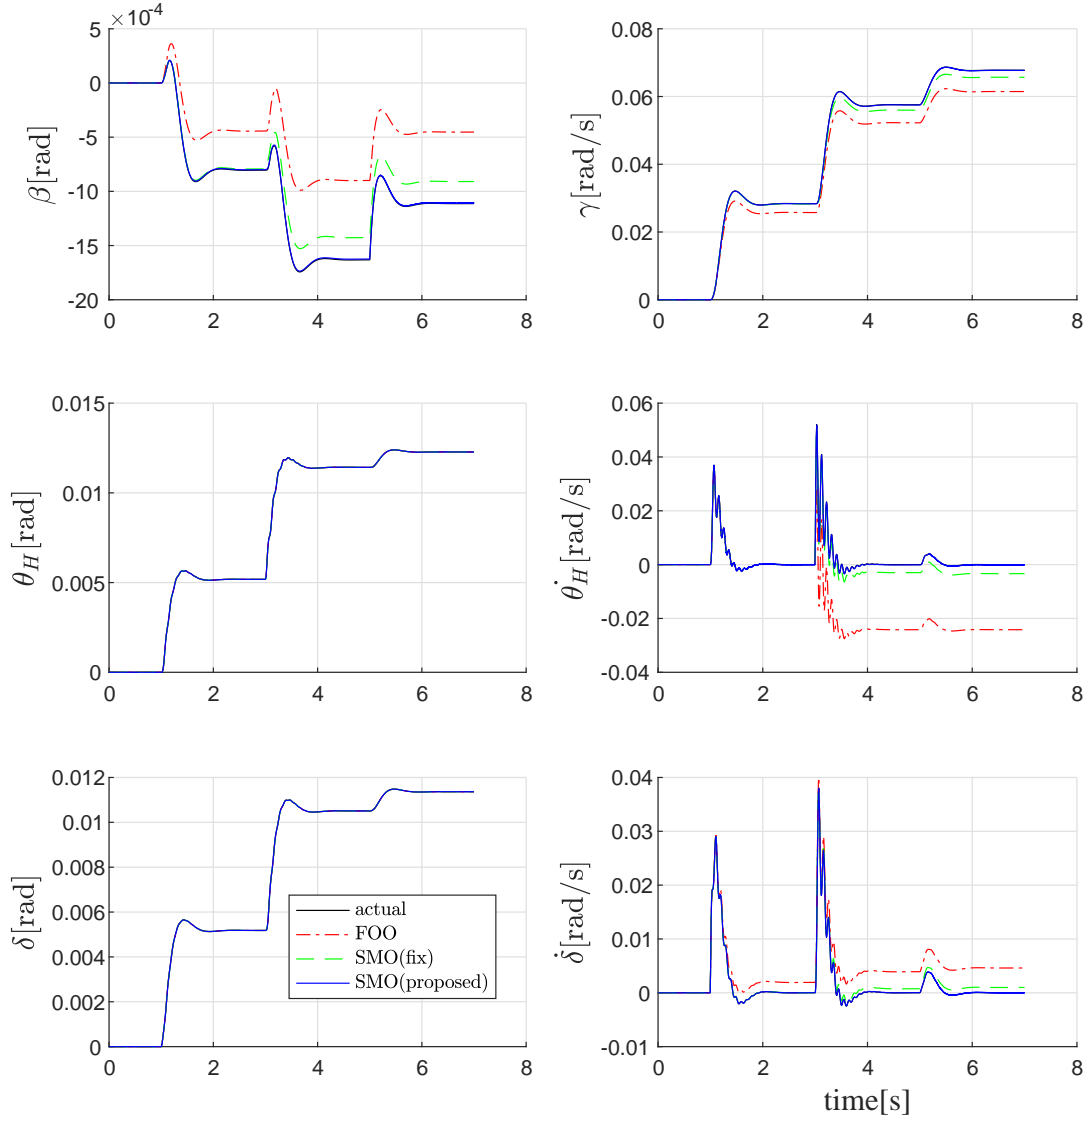 ×10⁻⁴
5
0
-5
-10
-15
-20
β[rad]
0 2 4 6 8
0.08
0.06
0.04
0.02
0
γ[rad/s]
0 2 4 6 8
0.015
0.01
0.005
0
θ_H[rad]
0 2 4 6 8
0.06
0.04
0.02
0
-0.02
-0.04
θ̇_H[rad/s]
0 2 4 6 8
0.012
0.01
0.008
0.006
0.004
0.002
0
δ[rad]
actual
FOO
SMO(fix)
SMO(proposed)
0 2 4 6 8
0.04
0.03
0.02
0.01
0
-0.01
δ̇[rad/s]
0 2 4 6 8
time[s]